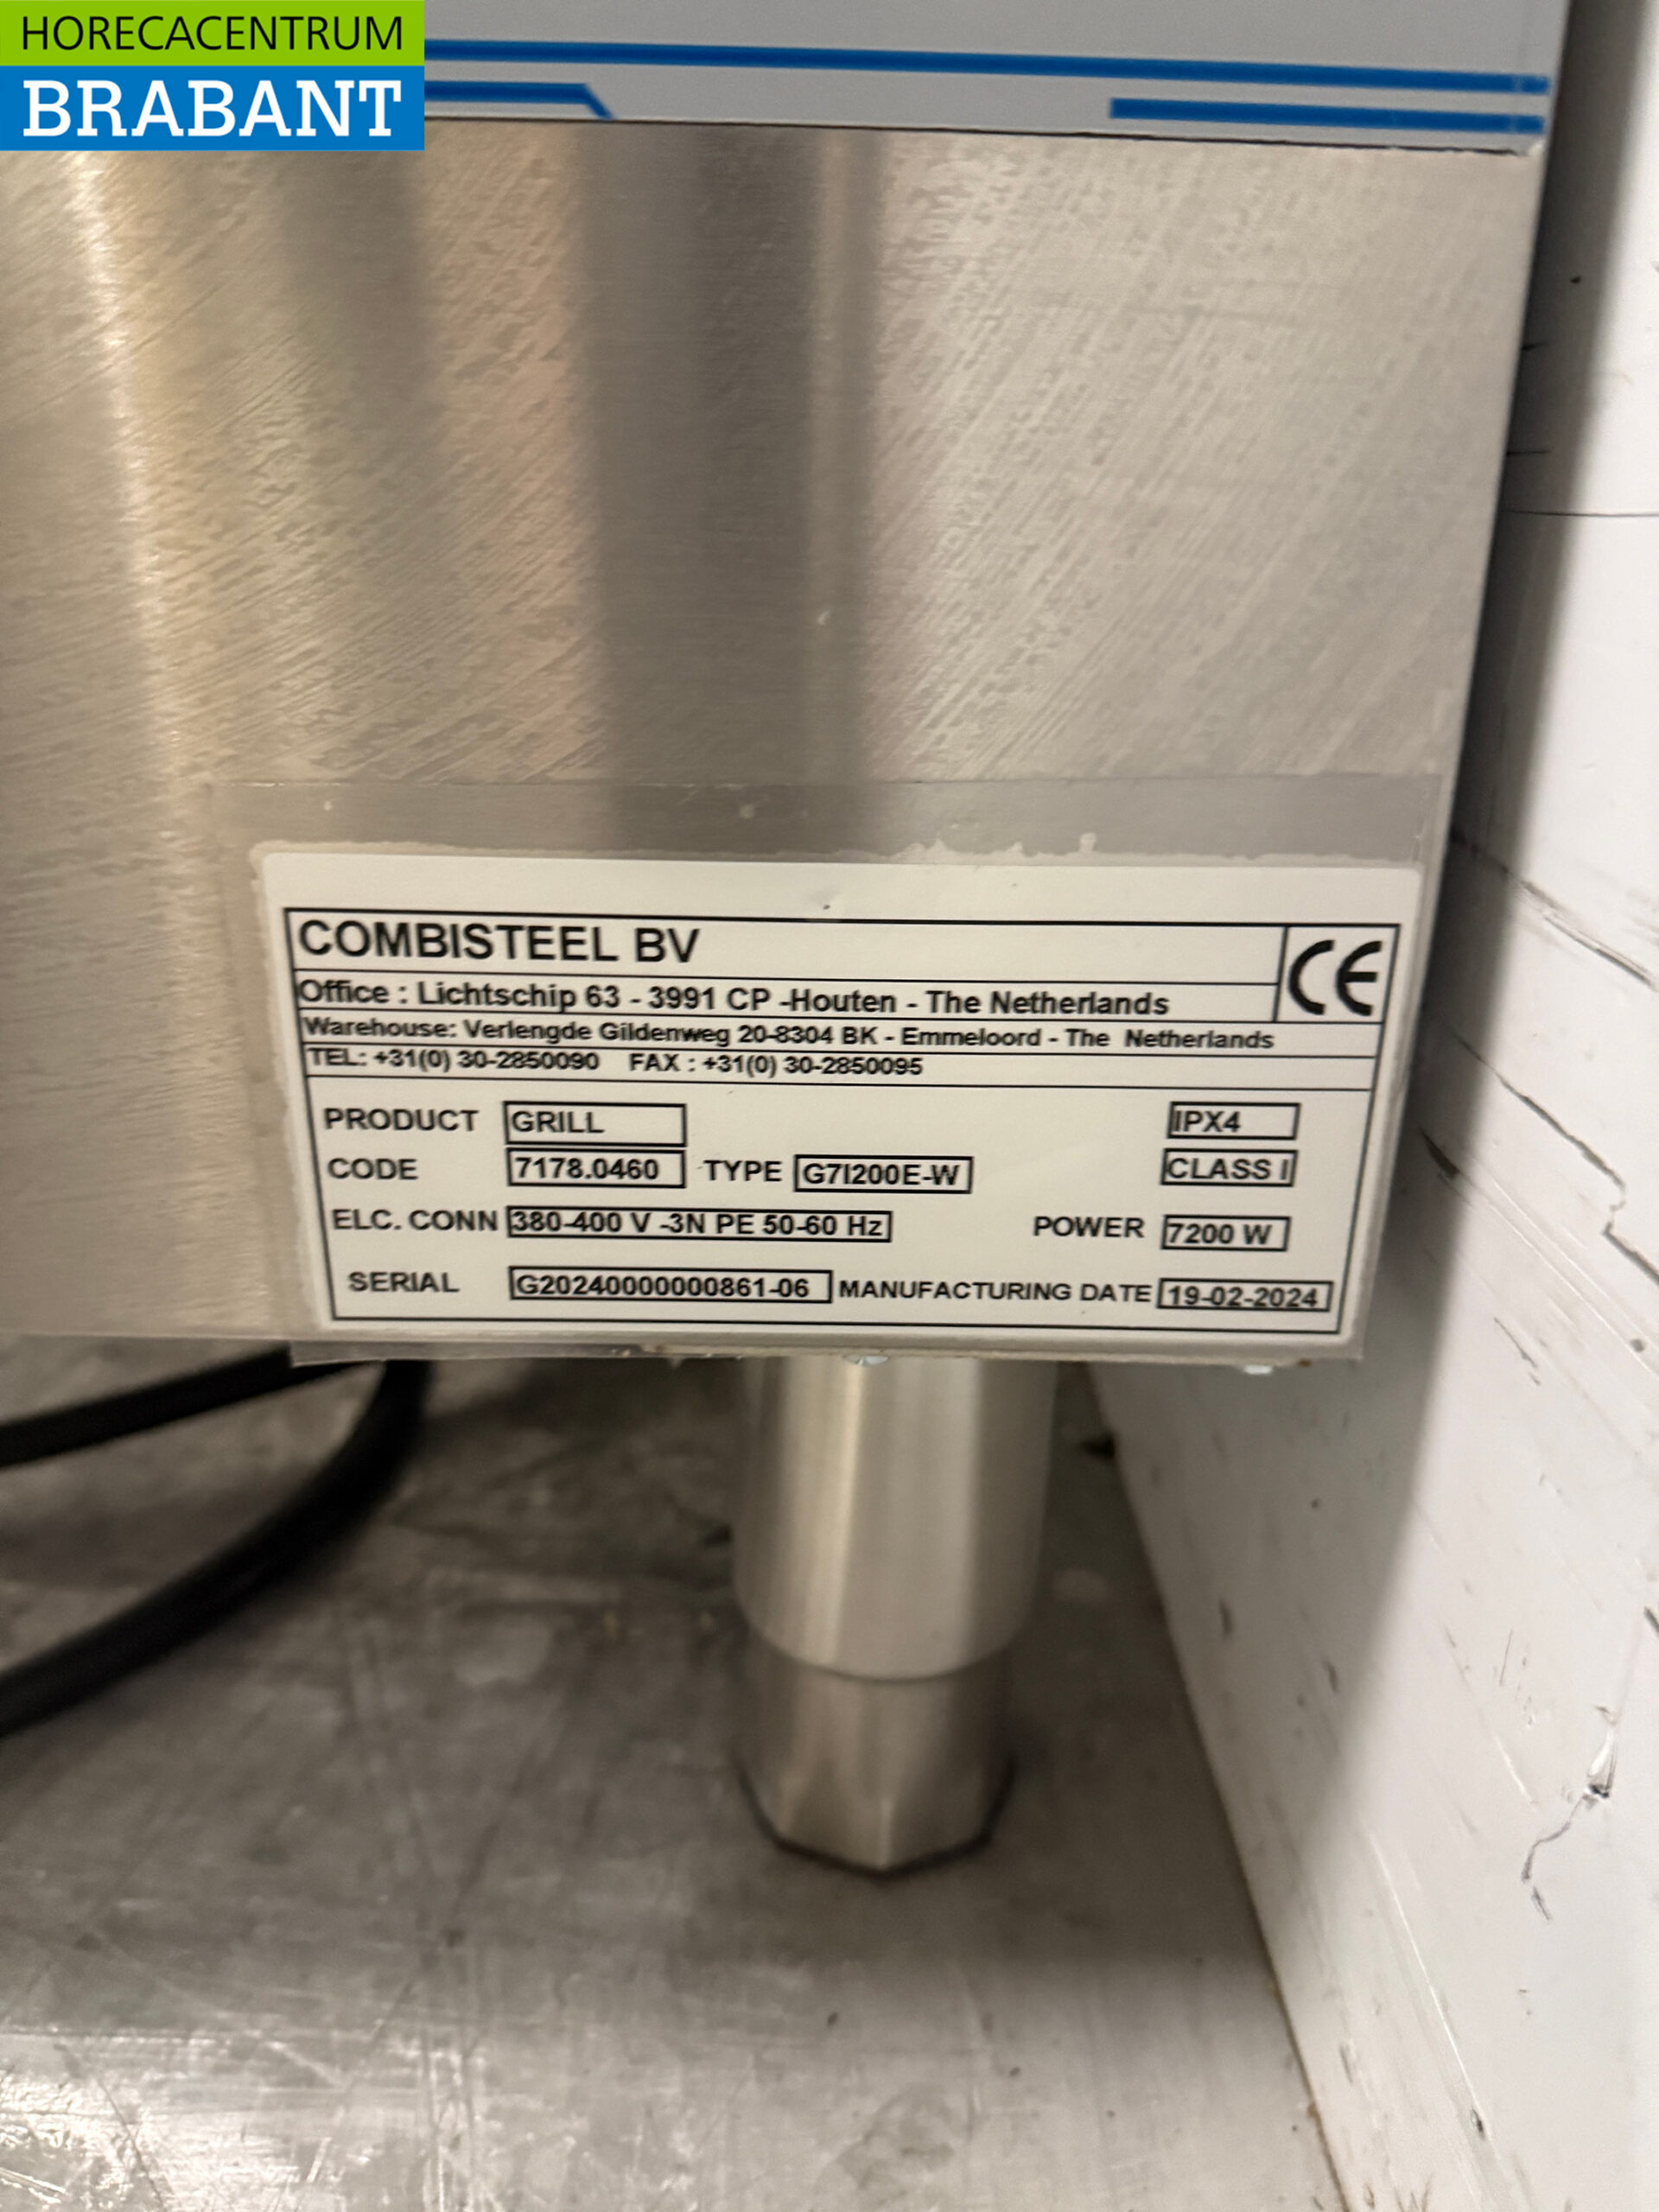 HORECACENTRUM
BRABANT
COMBISTEEL BV
CE
Office : Lichtschip 63 - 3991 CP -Houten - The Netherlands
Warehouse: Verlengde Gildenweg 20-8304 BK - Emmeloord - The Netherlands
TEL: +31(0) 30-2850090 FAX : +31(0) 30-2850095
PRODUCT GRILL IPX4
CODE 7178.0460 TYPE G7I200E-W CLASS I
ELC. CONN 380-400 V -3N PE 50-60 Hz POWER 7200 W
SERIAL G20240000000861-06 MANUFACTURING DATE 19-02-2024